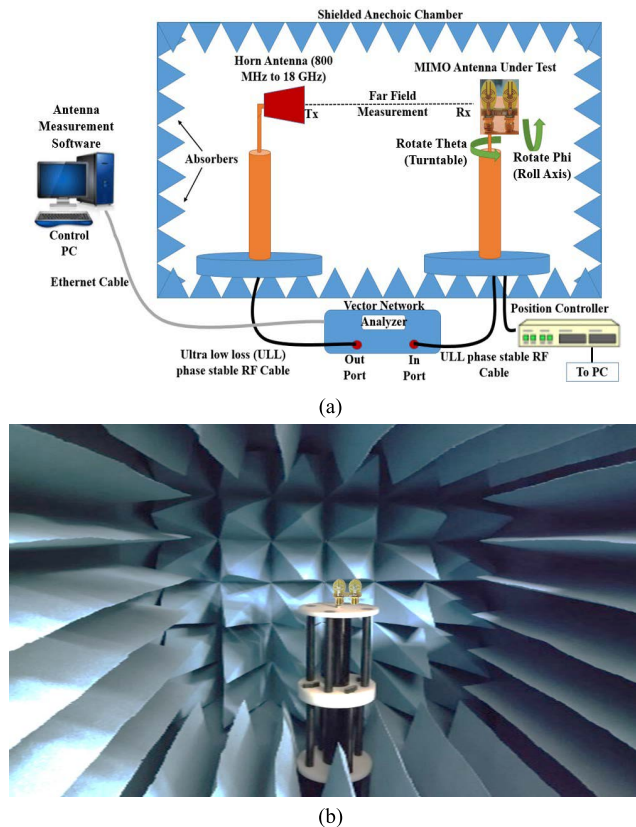 Shielded Anechoic Chamber
Horn Antenna (800
MHz to 18 GHz)
MIMO Antenna Under Test
Far Field
Measurement
Tx
Rx
Antenna
Measurement
Software
Absorbers
Rotate Theta
(Turntable)
Rotate Phi
(Roll Axis)
Control
PC
Ethernet Cable
Vector Network
Analyzer
Position Controller
Ultra low loss (ULL)
phase stable RF Cable
Out
Port
In
Port
ULL phase stable RF
Cable
To PC
(a)
(b)